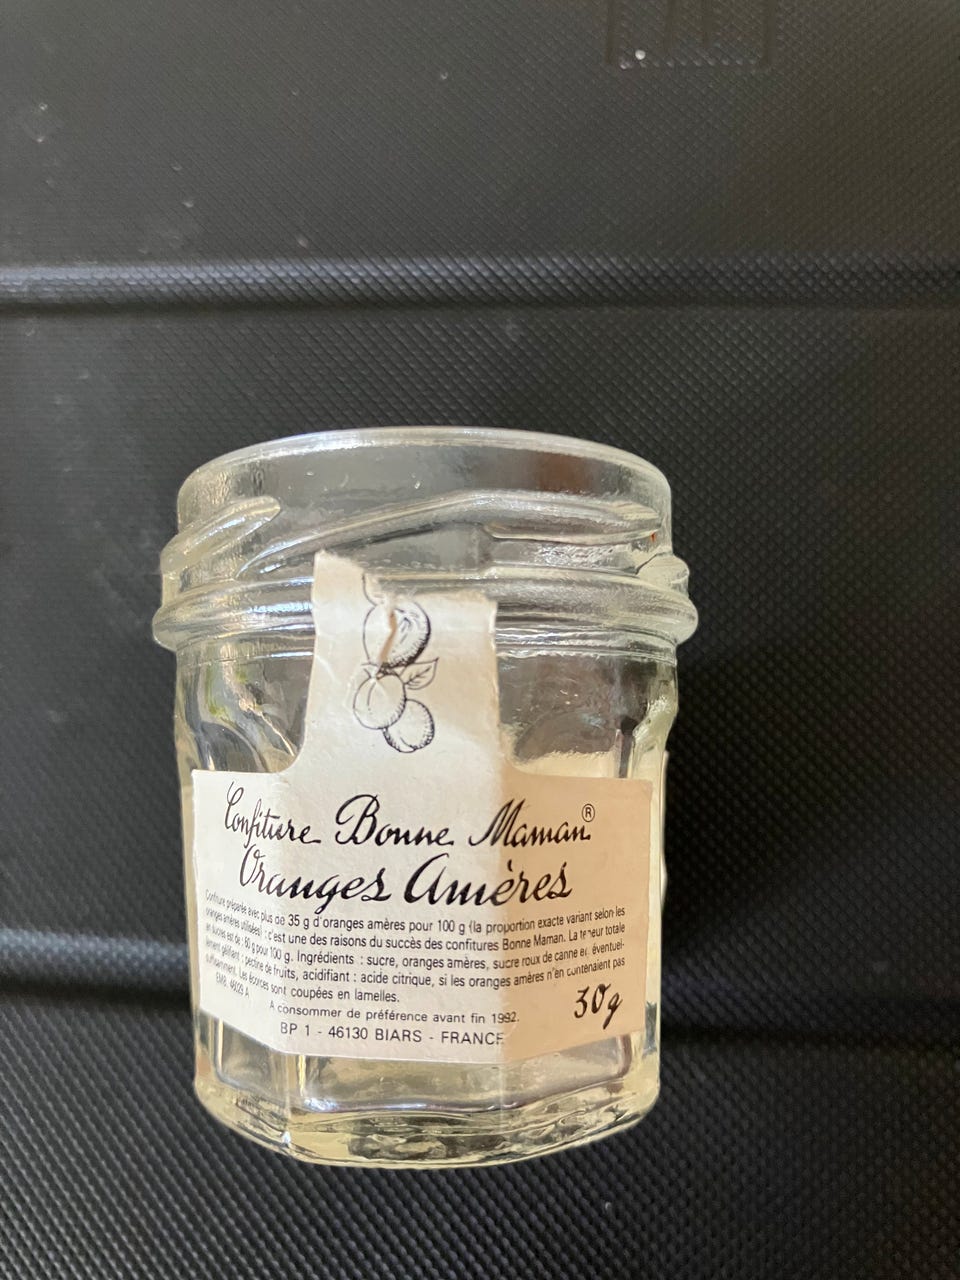 Confiture Bonne Maman®
Oranges Amères
Confiture préparée avec plus de 35 g d'oranges amères pour 100 g (la proportion exacte variant selon les
oranges amères utilisées) : c'est une des raisons du succès des confitures Bonne Maman. La teneur totale
en sucres est de : 60 g pour 100 g. Ingrédients : sucre, oranges amères, sucre roux de canne et, éventuel-
lement gélifiant : pectine de fruits, acidifiant : acide citrique, si les oranges amères n'en contenaient pas
suffisamment. Les écorces sont coupées en lamelles.
EMB. 46029 A
A consommer de préférence avant fin 1992.
30g
BP 1 - 46130 BIARS - FRANCE